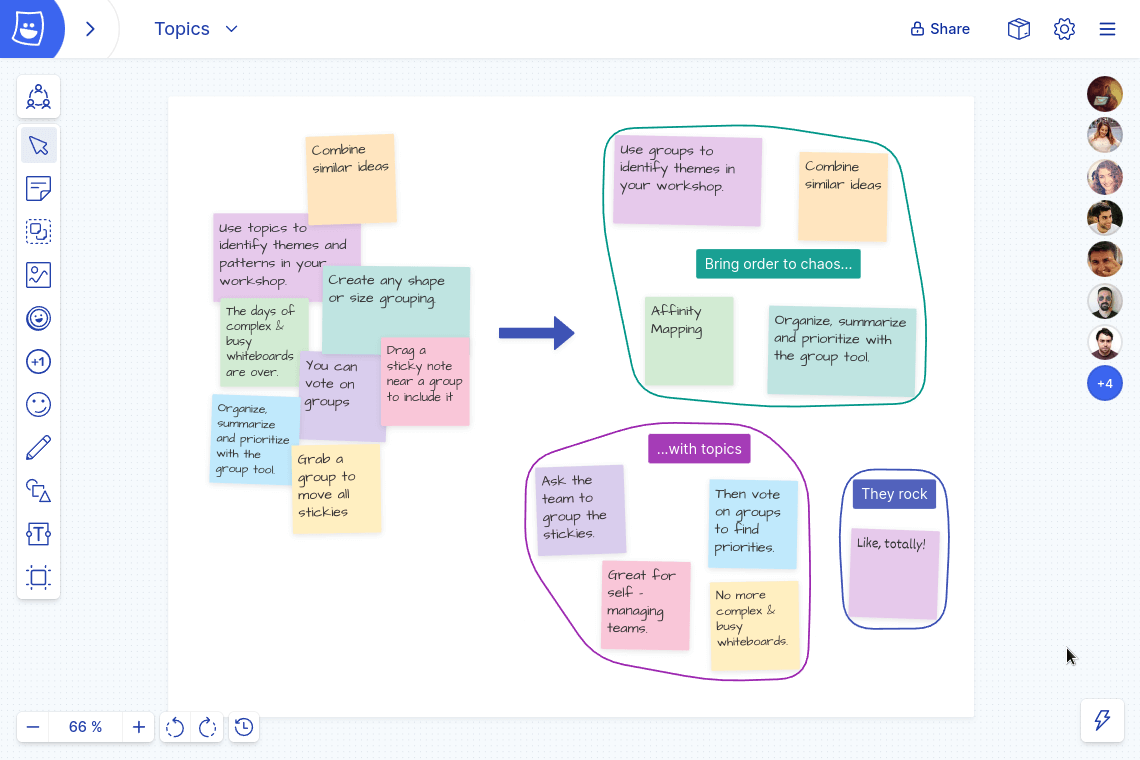 Topics
Share
Combine
similar ideas
Use topics to
identify themes and
patterns in your
workshop.
Create any shape
or size grouping.
The days of
complex &
busy
whiteboards
are over.
You can
vote on
groups
Drag a
sticky note
near a group
to include it
Organize,
summarize
and prioritize
with the
group tool.
Grab a
group to
move all
stickies
Use groups to
identify themes in
your workshop.
Combine
similar ideas
Bring order to chaos...
Affinity
Mapping
Organize, summarize
and prioritize with
the group tool.
...with topics
Ask the
team to
group the
stickies.
Then vote
on groups
to find
priorities.
Great for
self -
managing
teams.
No more
complex &
busy
whiteboards.
They rock
Like, totally!
+1
T
+4
66 %